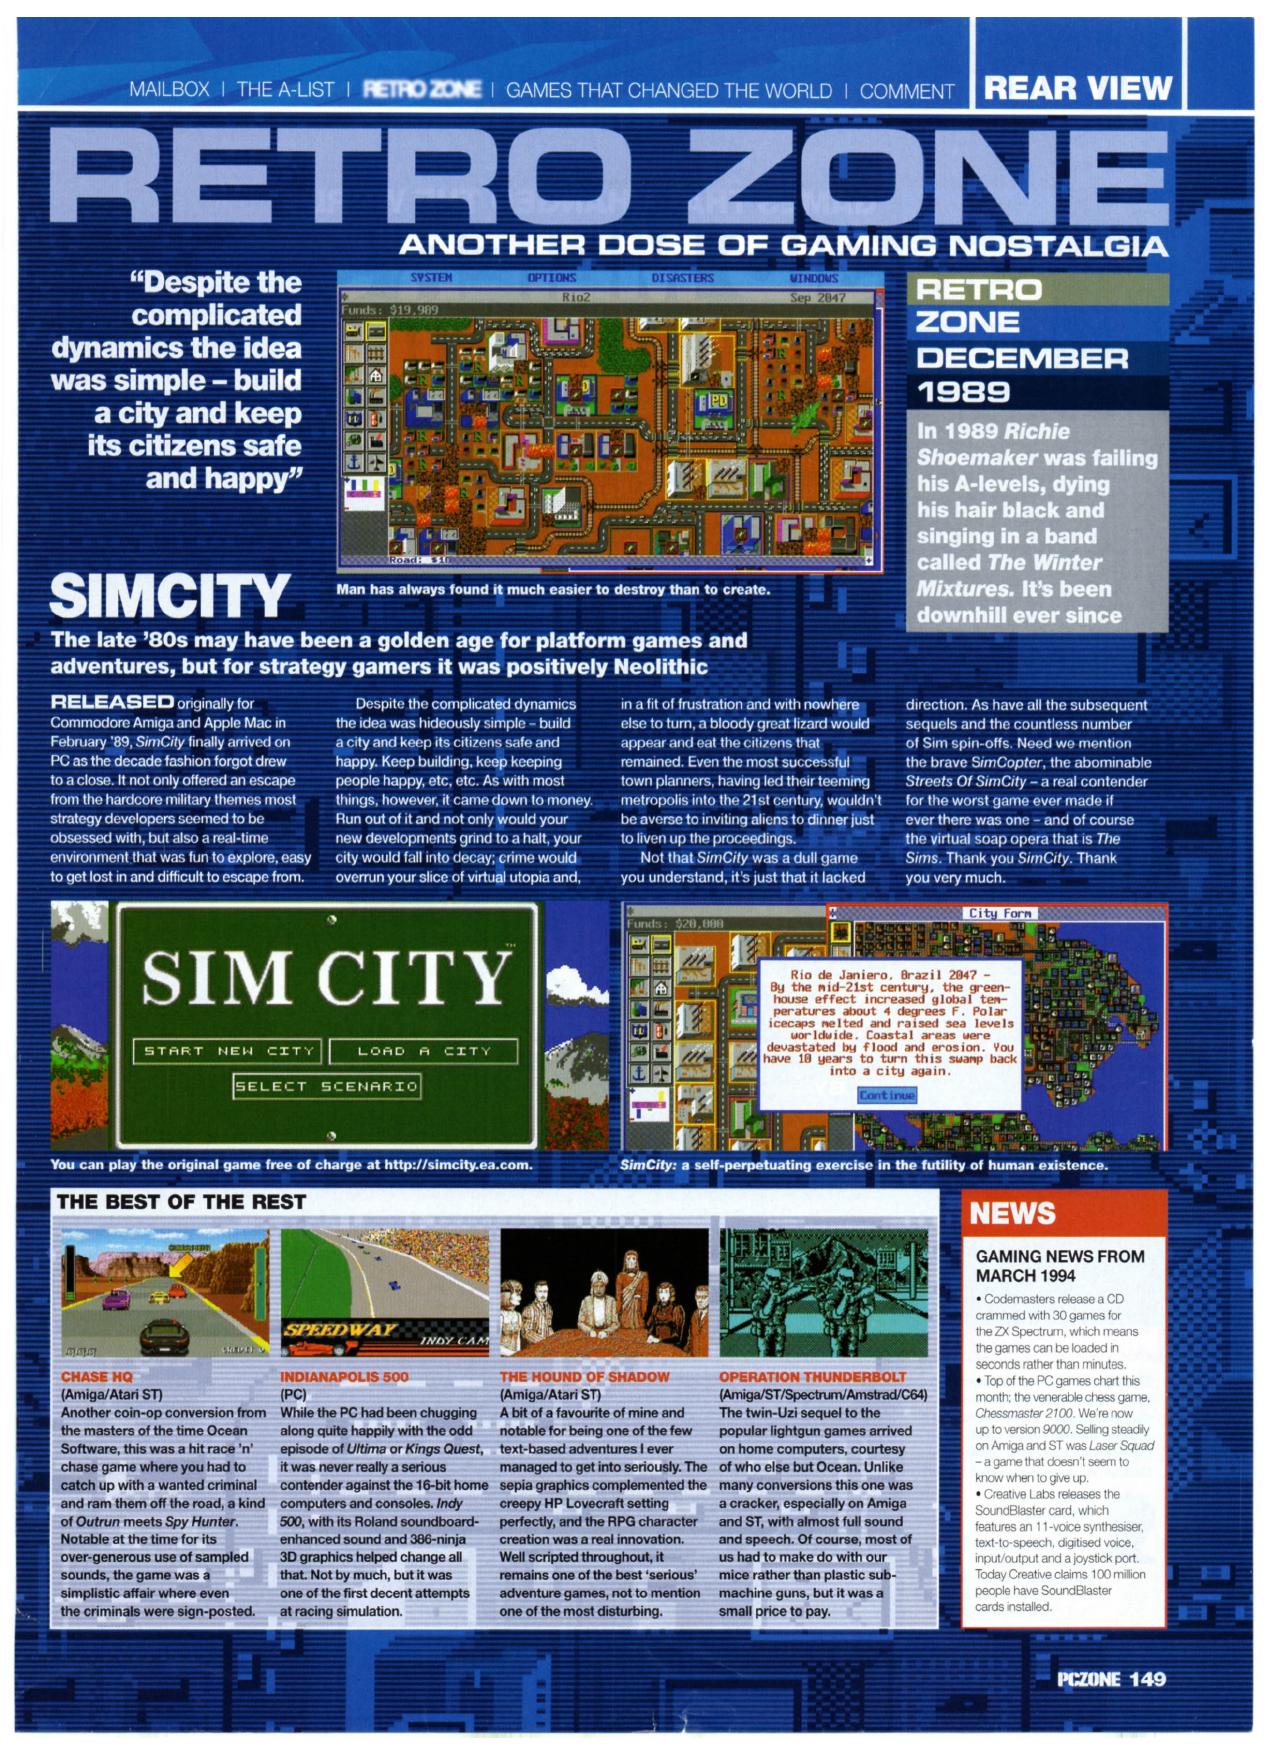 MAILBOX | THE A-LIST | RETRO ZONE | GAMES THAT CHANGED THE WORLD | COMMENT
REAR VIEW
RETRO ZONE
ANOTHER DOSE OF GAMING NOSTALGIA
“Despite the
complicated
dynamics the idea
was simple – build
a city and keep
its citizens safe
and happy”
SYSTEM OPTIONS DISASTERS WINDOWS
Rio2 Sep 2047
Funds: $19,989
PD
Road: $10
Man has always found it much easier to destroy than to create.
RETRO
ZONE
DECEMBER
1989
In 1989 Richie
Shoemaker was failing
his A-levels, dying
his hair black and
singing in a band
called The Winter
Mixtures. It's been
downhill ever since
SIMCITY
The late '80s may have been a golden age for platform games and
adventures, but for strategy gamers it was positively Neolithic
RELEASED originally for
Commodore Amiga and Apple Mac in
February '89, SimCity finally arrived on
PC as the decade fashion forgot drew
to a close. It not only offered an escape
from the hardcore military themes most
strategy developers seemed to be
obsessed with, but also a real-time
environment that was fun to explore, easy
to get lost in and difficult to escape from.
Despite the complicated dynamics
the idea was hideously simple – build
a city and keep its citizens safe and
happy. Keep building, keep keeping
people happy, etc, etc. As with most
things, however, it came down to money.
Run out of it and not only would your
new developments grind to a halt, your
city would fall into decay; crime would
overrun your slice of virtual utopia and,
in a fit of frustration and with nowhere
else to turn, a bloody great lizard would
appear and eat the citizens that
remained. Even the most successful
town planners, having led their teeming
metropolis into the 21st century, wouldn't
be averse to inviting aliens to dinner just
to liven up the proceedings.
Not that SimCity was a dull game
you understand, it's just that it lacked
direction. As have all the subsequent
sequels and the countless number
of Sim spin-offs. Need we mention
the brave SimCopter, the abominable
Streets Of SimCity – a real contender
for the worst game ever made if
ever there was one – and of course
the virtual soap opera that is The
Sims. Thank you SimCity. Thank
you very much.
SIM CITY™
START NEW CITY
LOAD A CITY
SELECT SCENARIO
You can play the original game free of charge at http://simcity.ea.com.
Funds: $20,000
City Form
Rio de Janiero, Brazil 2047 –
By the mid-21st century, the green-
house effect increased global tem-
peratures about 4 degrees F. Polar
icecaps melted and raised sea levels
worldwide. Coastal areas were
devastated by flood and erosion. You
have 10 years to turn this swamp back
into a city again.
Continue
SimCity: a self-perpetuating exercise in the futility of human existence.
THE BEST OF THE REST
CHASE HQ
(Amiga/Atari ST)
Another coin-op conversion from
the masters of the time Ocean
Software, this was a hit race 'n'
chase game where you had to
catch up with a wanted criminal
and ram them off the road, a kind
of Outrun meets Spy Hunter.
Notable at the time for its
over-generous use of sampled
sounds, the game was a
simplistic affair where even
the criminals were sign-posted.
SPEEDWAY
INDY CAM
INDIANAPOLIS 500
(PC)
While the PC had been chugging
along quite happily with the odd
episode of Ultima or Kings Quest,
it was never really a serious
contender against the 16-bit home
computers and consoles. Indy
500, with its Roland soundboard-
enhanced sound and 386-ninja
3D graphics helped change all
that. Not by much, but it was
one of the first decent attempts
at racing simulation.
THE HOUND OF SHADOW
(Amiga/Atari ST)
A bit of a favourite of mine and
notable for being one of the few
text-based adventures I ever
managed to get into seriously. The
sepia graphics complemented the
creepy HP Lovecraft setting
perfectly, and the RPG character
creation was a real innovation.
Well scripted throughout, it
remains one of the best 'serious'
adventure games, not to mention
one of the most disturbing.
OPERATION THUNDERBOLT
(Amiga/ST/Spectrum/Amstrad/C64)
The twin-Uzi sequel to the
popular lightgun games arrived
on home computers, courtesy
of who else but Ocean. Unlike
many conversions this one was
a cracker, especially on Amiga
and ST, with almost full sound
and speech. Of course, most of
us had to make do with our
mice rather than plastic sub-
machine guns, but it was a
small price to pay.
NEWS
GAMING NEWS FROM
MARCH 1994
• Codemasters release a CD
crammed with 30 games for
the ZX Spectrum, which means
the games can be loaded in
seconds rather than minutes.
• Top of the PC games chart this
month; the venerable chess game,
Chessmaster 2100. We're now
up to version 9000. Selling steadily
on Amiga and ST was Laser Squad
– a game that doesn't seem to
know when to give up.
• Creative Labs releases the
SoundBlaster card, which
features an 11-voice synthesiser,
text-to-speech, digitised voice,
input/output and a joystick port.
Today Creative claims 100 million
people have SoundBlaster
cards installed.
PCZONE 149